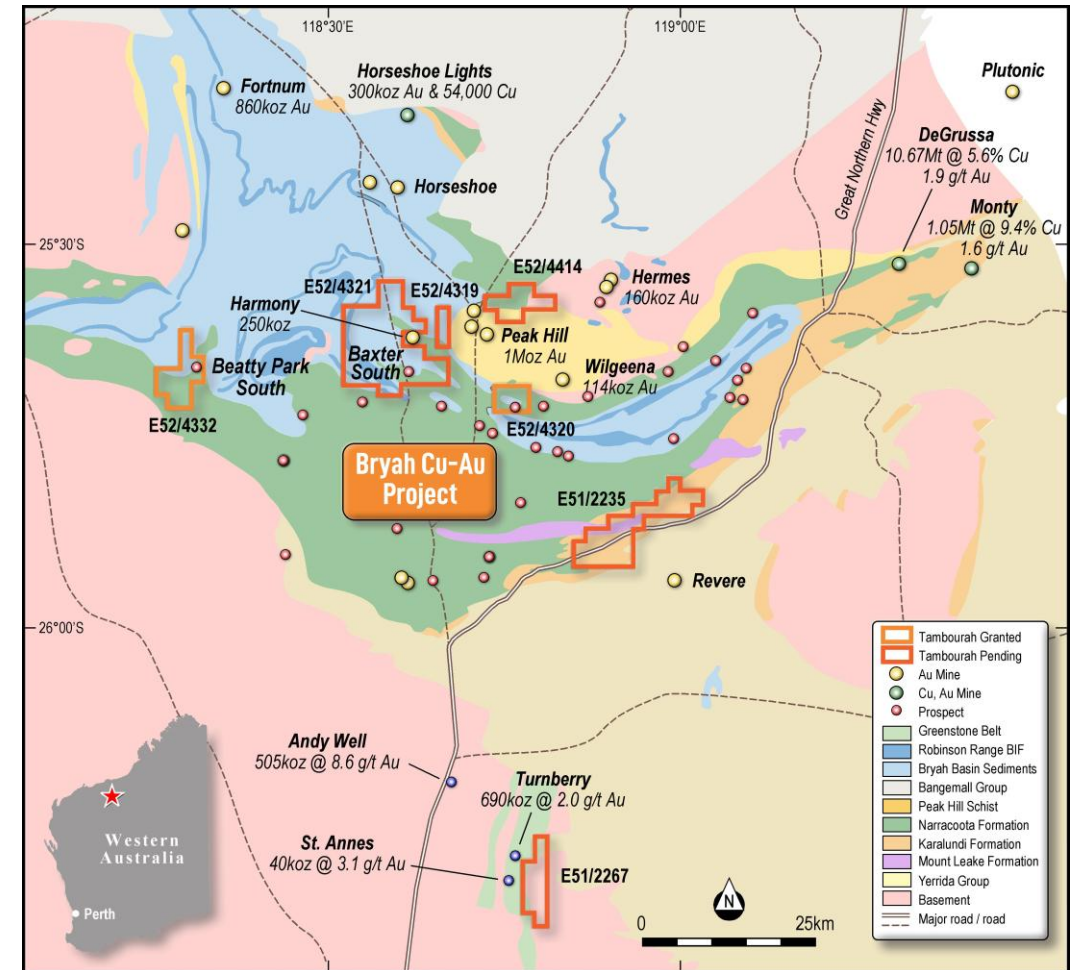 118°30'E
119°00'E
Fortnum
860koz Au
Horseshoe Lights
300koz Au & 54,000 Cu
Plutonic
Great Northern Hwy
DeGrussa
10.67Mt @ 5.6% Cu
1.9 g/t Au
Horseshoe
Monty
1.05Mt @ 9.4% Cu
1.6 g/t Au
25°30'S
E52/4414
E52/4321
E52/4319
Hermes
160koz Au
Harmony
250koz
Peak Hill
1Moz Au
Baxter
South
Beatty Park
South
Wilgeena
114koz Au
E52/4332
E52/4320
Bryah Cu-Au
Project
E51/2235
Revere
26°00'S
Tambourah Granted
Tambourah Pending
Au Mine
Cu, Au Mine
Prospect
Greenstone Belt
Robinson Range BIF
Bryah Basin Sediments
Bangemall Group
Peak Hill Schist
Narracoota Formation
Karalundi Formation
Mount Leake Formation
Yerrida Group
Basement
Major road / road
Andy Well
505koz @ 8.6 g/t Au
Turnberry
690koz @ 2.0 g/t Au
St. Annes
40koz @ 3.1 g/t Au
E51/2267
Western
Australia
Perth
N
0
25km